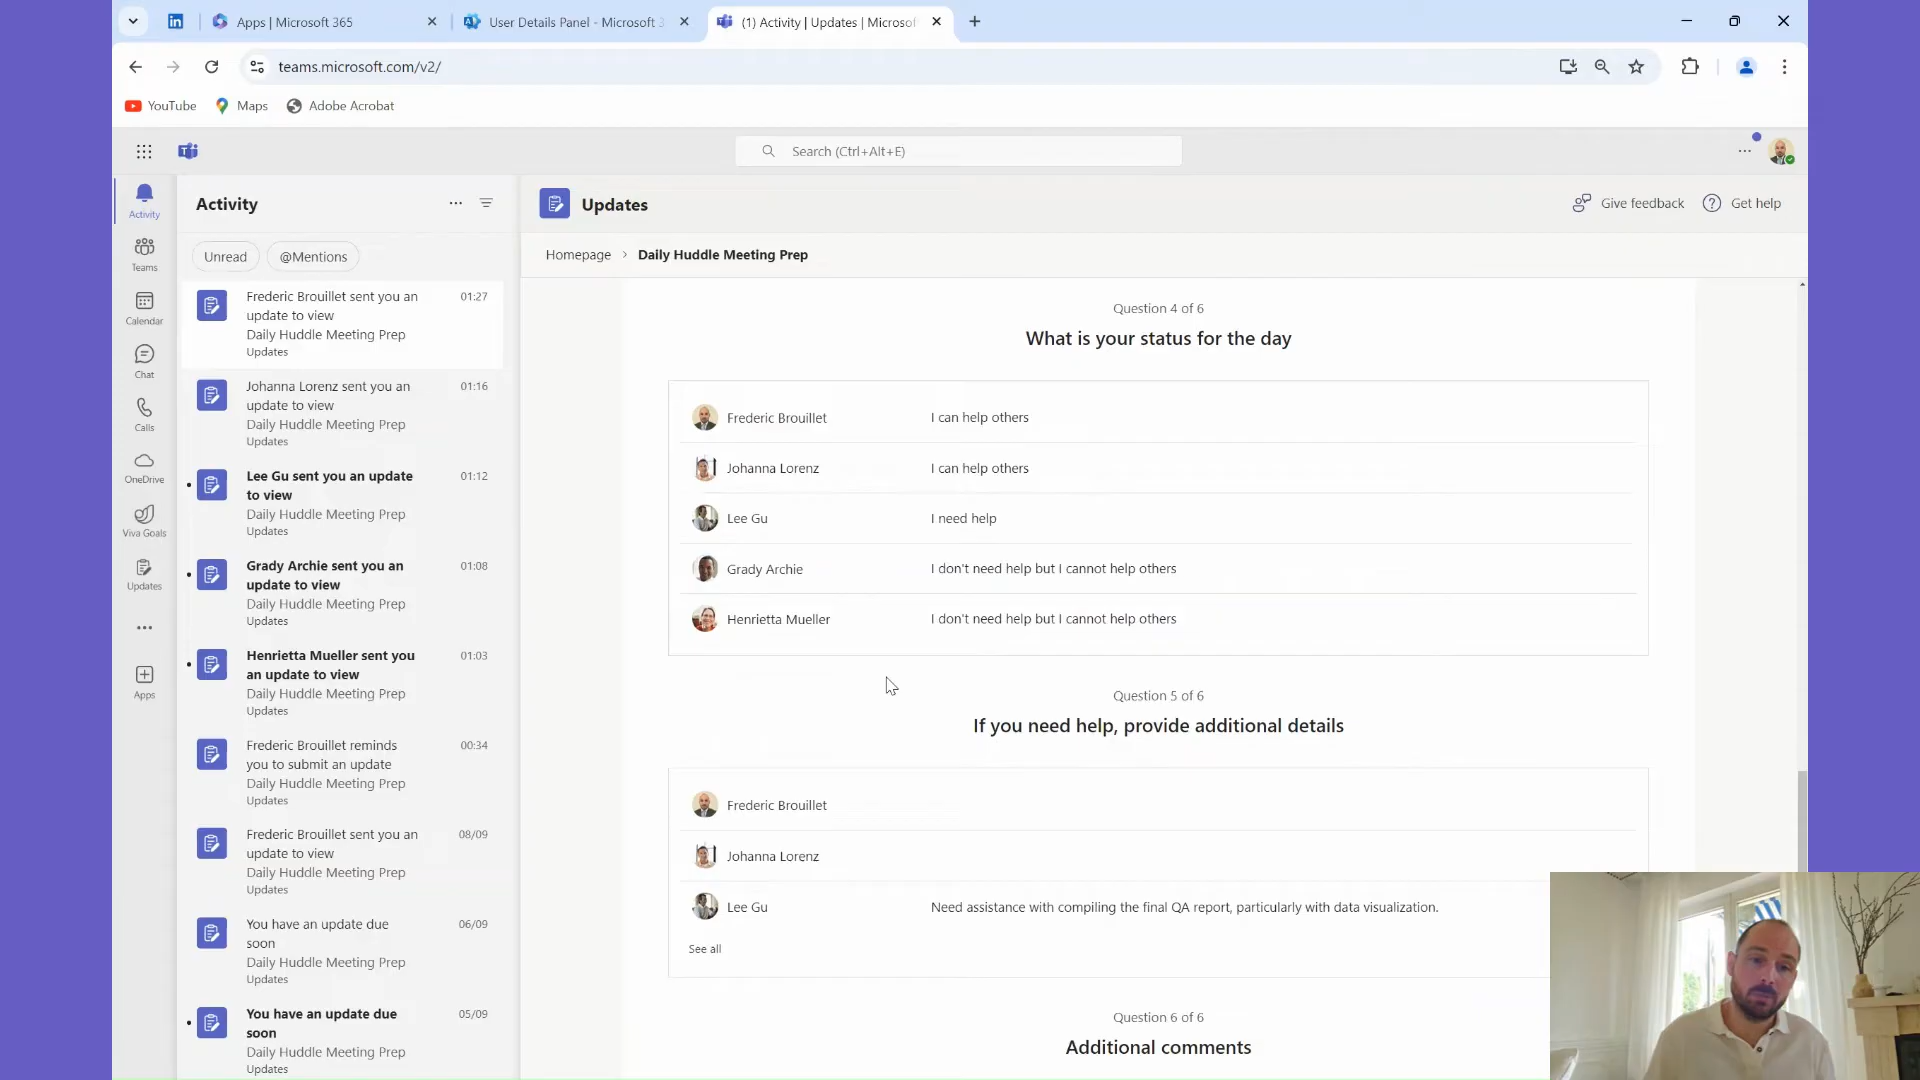 Apps | Microsoft 365
User Details Panel - Microsoft 3
(1) Activity | Updates | Microsof
teams.microsoft.com/v2/
YouTube
Maps
Adobe Acrobat
Search (Ctrl+Alt+E)
Activity
Teams
Calendar
Chat
Calls
OneDrive
Viva Goals
Updates
Apps
Activity
Unread
@Mentions
Frederic Brouillet sent you an
update to view
01:27
Daily Huddle Meeting Prep
Updates
Johanna Lorenz sent you an
update to view
01:16
Daily Huddle Meeting Prep
Updates
Lee Gu sent you an update
to view
01:12
Daily Huddle Meeting Prep
Updates
Grady Archie sent you an
update to view
01:08
Daily Huddle Meeting Prep
Updates
Henrietta Mueller sent you
an update to view
01:03
Daily Huddle Meeting Prep
Updates
Frederic Brouillet reminds
you to submit an update
00:34
Daily Huddle Meeting Prep
Updates
Frederic Brouillet sent you an
update to view
08/09
Daily Huddle Meeting Prep
Updates
You have an update due
soon
06/09
Daily Huddle Meeting Prep
Updates
You have an update due
soon
05/09
Daily Huddle Meeting Prep
Updates
Updates
Give feedback
Get help
Homepage > Daily Huddle Meeting Prep
Question 4 of 6
What is your status for the day
Frederic Brouillet I can help others
Johanna Lorenz I can help others
Lee Gu I need help
Grady Archie I don't need help but I cannot help others
Henrietta Mueller I don't need help but I cannot help others
Question 5 of 6
If you need help, provide additional details
Frederic Brouillet
Johanna Lorenz
Lee Gu Need assistance with compiling the final QA report, particularly with data visualization.
See all
Question 6 of 6
Additional comments